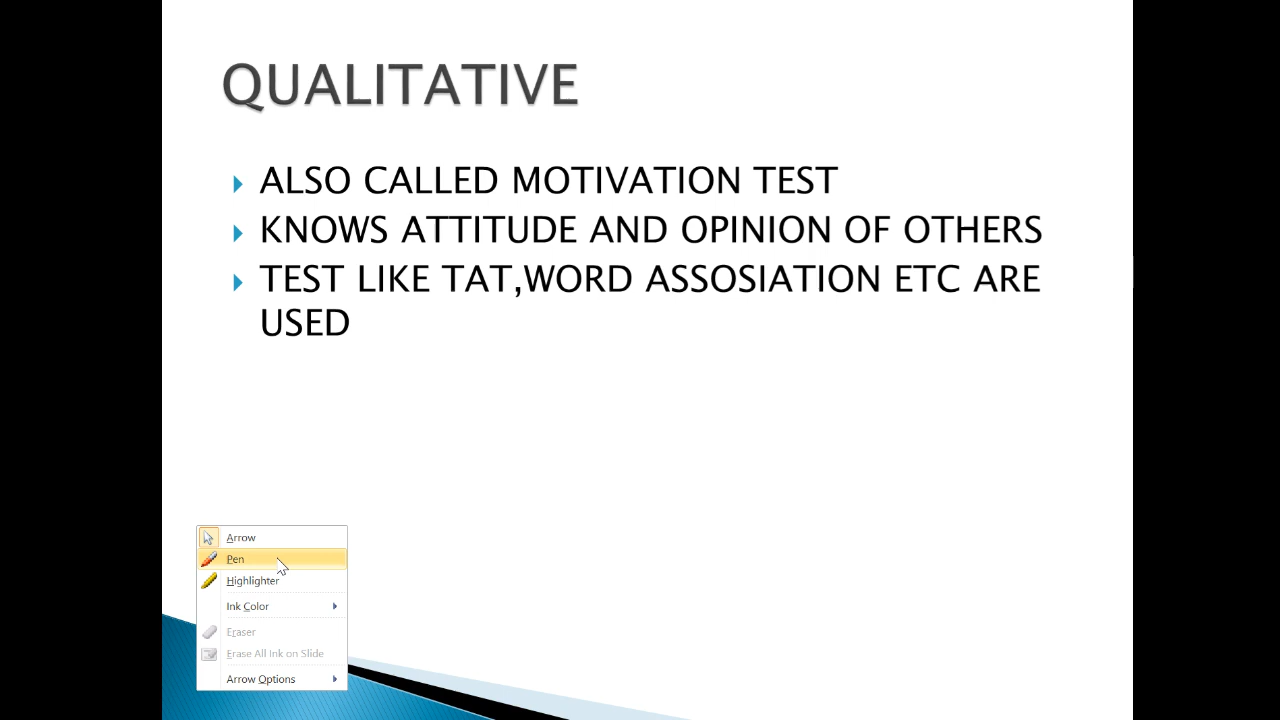 QUALITATIVE
ALSO CALLED MOTIVATION TEST
KNOWS ATTITUDE AND OPINION OF OTHERS
TEST LIKE TAT,WORD ASSOSIATION ETC ARE
USED
Arrow
Pen
Highlighter
Ink Color
Eraser
Erase All Ink on Slide
Arrow Options